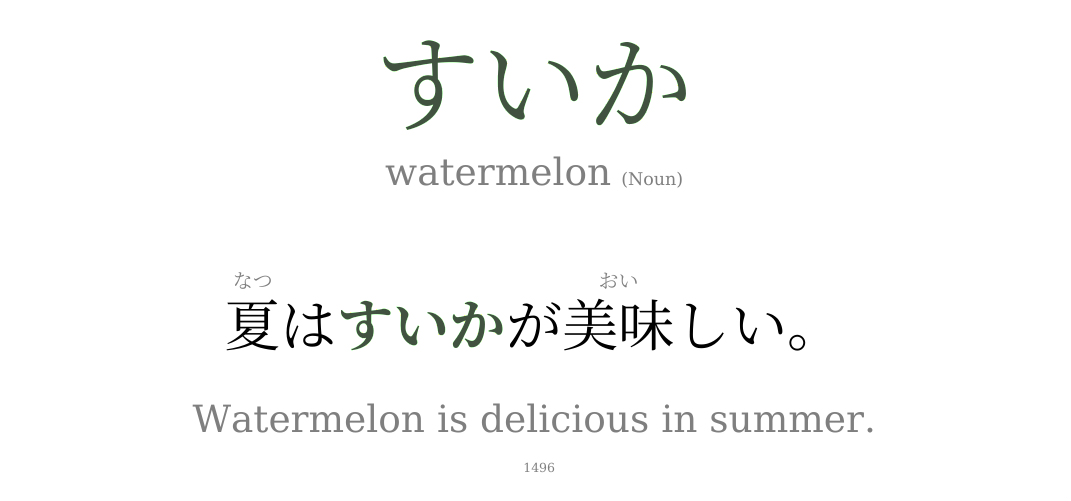 すいか
watermelon (Noun)
なつ おい
夏はすいかが美味しい。
Watermelon is delicious in summer.
1496